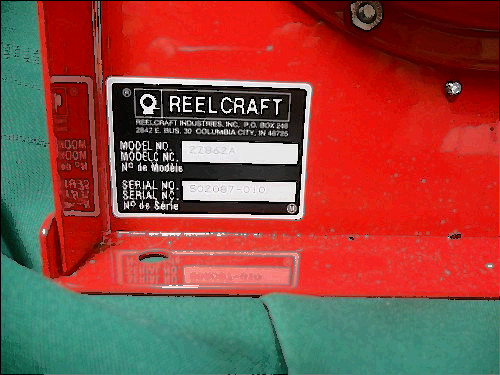 ® REELCRAFT
REELCRAFT INDUSTRIES, INC. P.O. BOX 248
2842 E. BUS. 30 COLUMBIA CITY, IN 46725
MODEL NO.
MODELO NO.
Nº de Modèle
SERIAL NO.
SERIAL NO.
Nº de Série